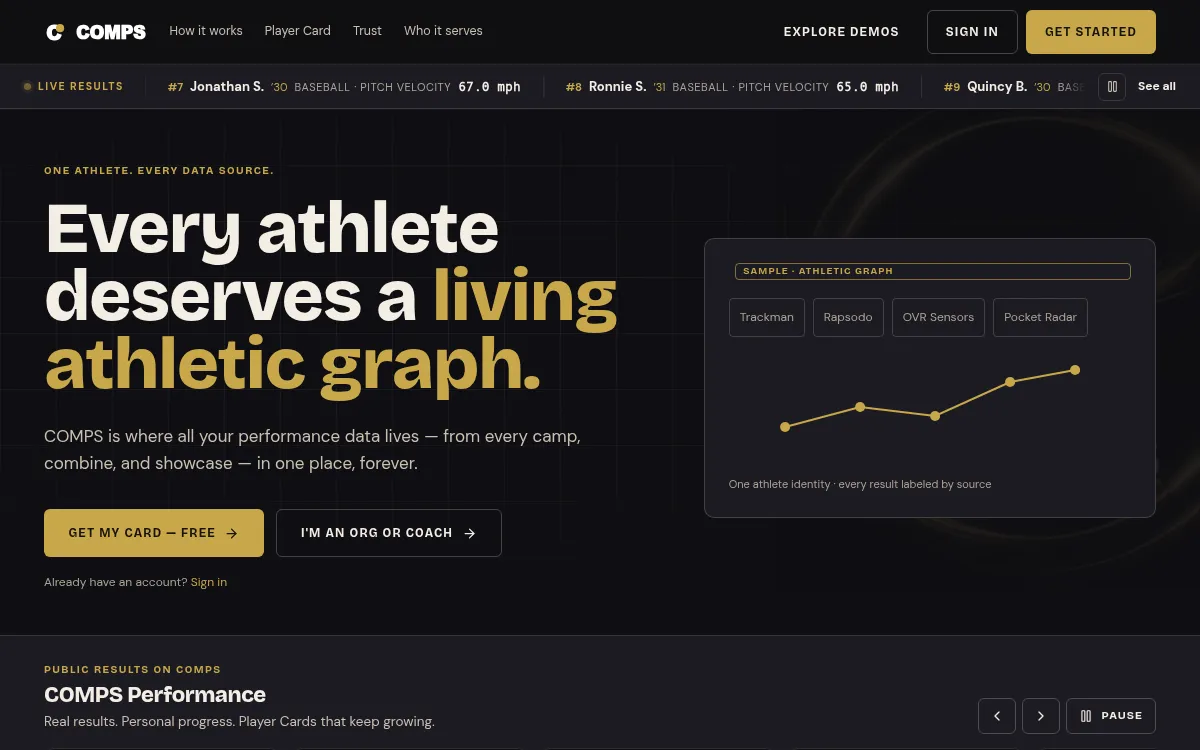 COMPS How it works Player Card Trust Who it serves EXPLORE DEMOS SIGN IN GET STARTED
LIVE RESULTS #7 Jonathan S. '30 BASEBALL · PITCH VELOCITY 67.0 mph #8 Ronnie S. '31 BASEBALL · PITCH VELOCITY 65.0 mph #9 Quincy B. '30 See all
ONE ATHLETE. EVERY DATA SOURCE.
Every athlete
deserves a living
athletic graph.
COMPS is where all your performance data lives — from every camp,
combine, and showcase — in one place, forever.
GET MY CARD — FREE → I'M AN ORG OR COACH →
Already have an account? Sign in
SAMPLE · ATHLETIC GRAPH
Trackman Rapsodo OVR Sensors Pocket Radar
One athlete identity · every result labeled by source
PUBLIC RESULTS ON COMPS
COMPS Performance
Real results. Personal progress. Player Cards that keep growing.
PAUSE